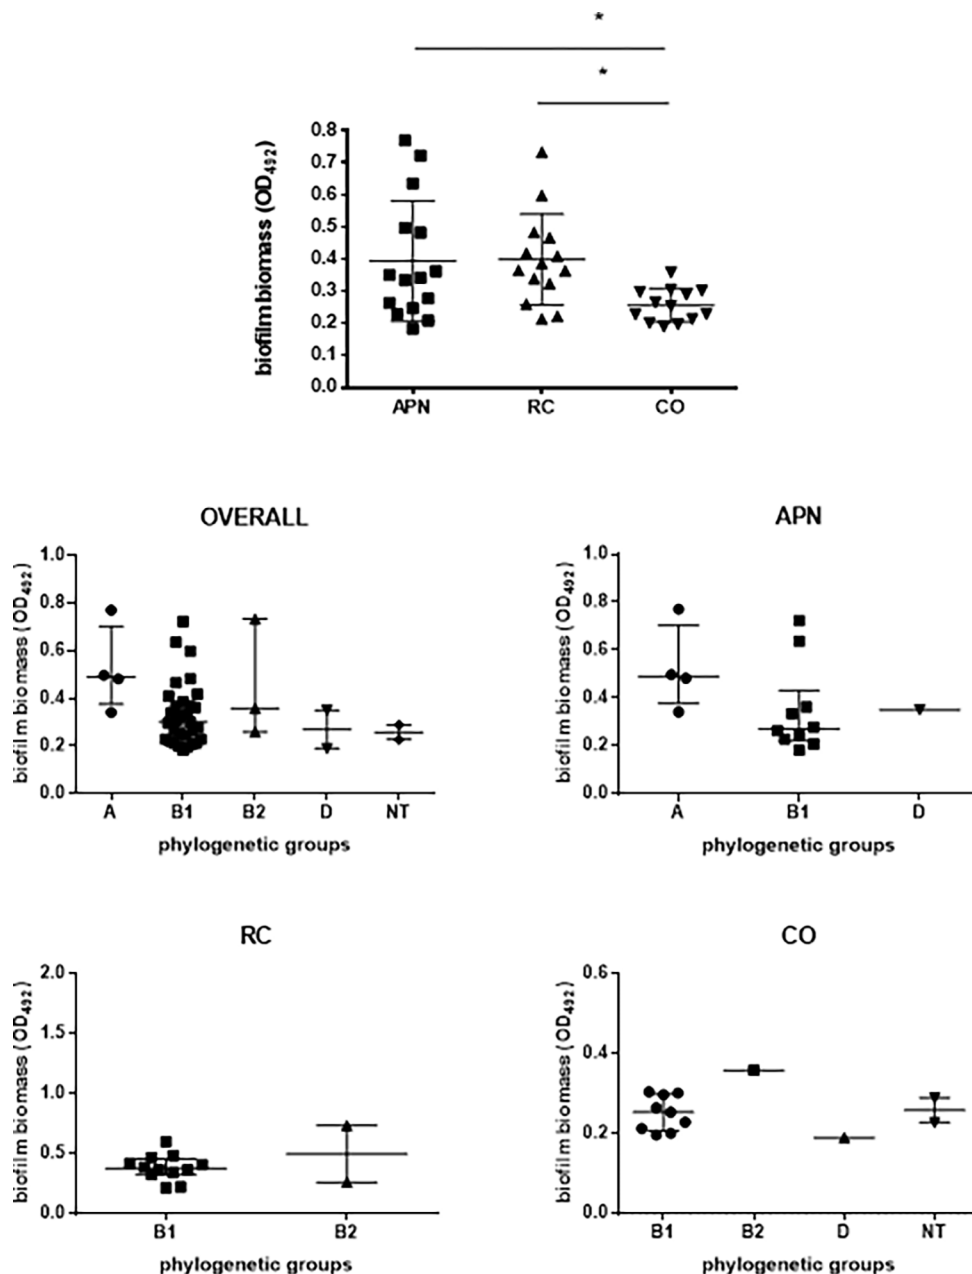 *
*
biofilm biomass (OD492)
0.8
0.7
0.6
0.5
0.4
0.3
0.2
0.1
0.0
APN RC CO
OVERALL
biofilm biomass (OD492)
1.0
0.8
0.6
0.4
0.2
0.0
A B1 B2 D NT
phylogenetic groups
APN
biofilm biomass (OD492)
1.0
0.8
0.6
0.4
0.2
0.0
A B1 D
phylogenetic groups
RC
biofilm biomass (OD492)
2.0
1.5
1.0
0.5
0.0
B1 B2
phylogenetic groups
CO
biofilm biomass (OD492)
0.6
0.4
0.2
0.0
B1 B2 D NT
phylogenetic groups